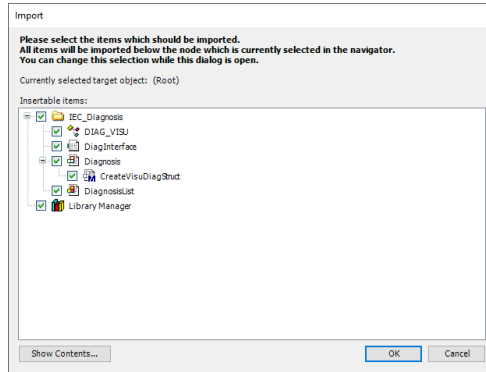 Import
Please select the items which should be imported.
All items will be imported below the node which is currently selected in the navigator.
You can change this selection while this dialog is open.
Currently selected target object: (Root)
Insertable items:
IEC_Diagnosis
DIAG_VISU
DiagInterface
Diagnosis
CreateVisuDiagStruct
DiagnosisList
Library Manager
Show Contents...
OK
Cancel